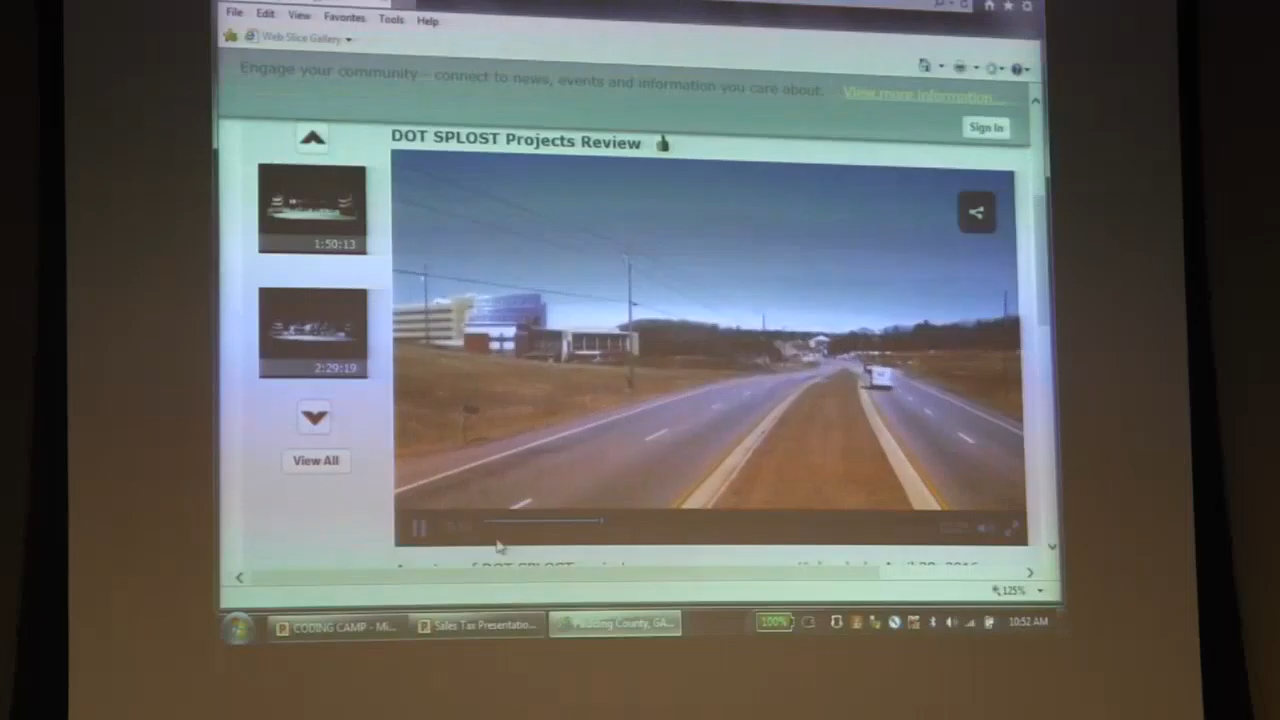 File Edit View Favorites Tools Help
Web Slice Gallery
Engage your community - connect to news, events and information you care about. View more information...
Sign In
DOT SPLOST Projects Review
1:50:13
2:29:19
View All
125%
CODING CAMP - Mi...
Sales Tax Presentatio...
Paulding County, GA...
100%
10:52 AM